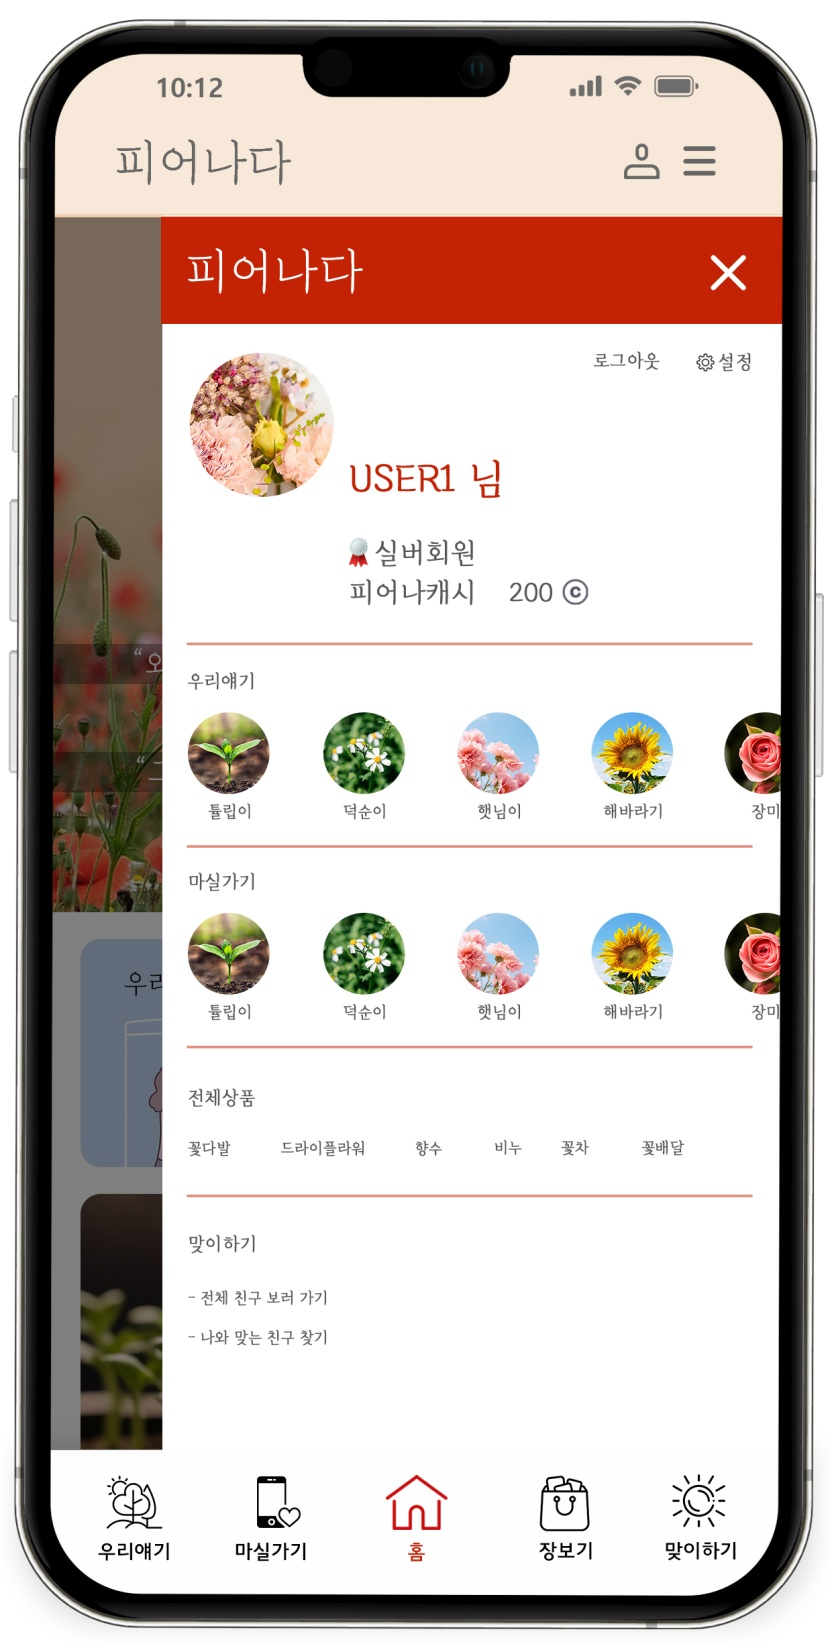 10:12
피어나다
피어나다
로그아웃 설정
USER1 님
실버회원
피어나캐시 200 ⓒ
우리얘기
튤립이 덕순이 햇님이 해바라기 장미
마실가기
튤립이 덕순이 햇님이 해바라기 장미
전체상품
꽃다발 드라이플라워 향수 비누 꽃차 꽃배달
맞이하기
- 전체 친구 보러 가기
- 나와 맞는 친구 찾기
우리얘기 마실가기 홈 장보기 맞이하기